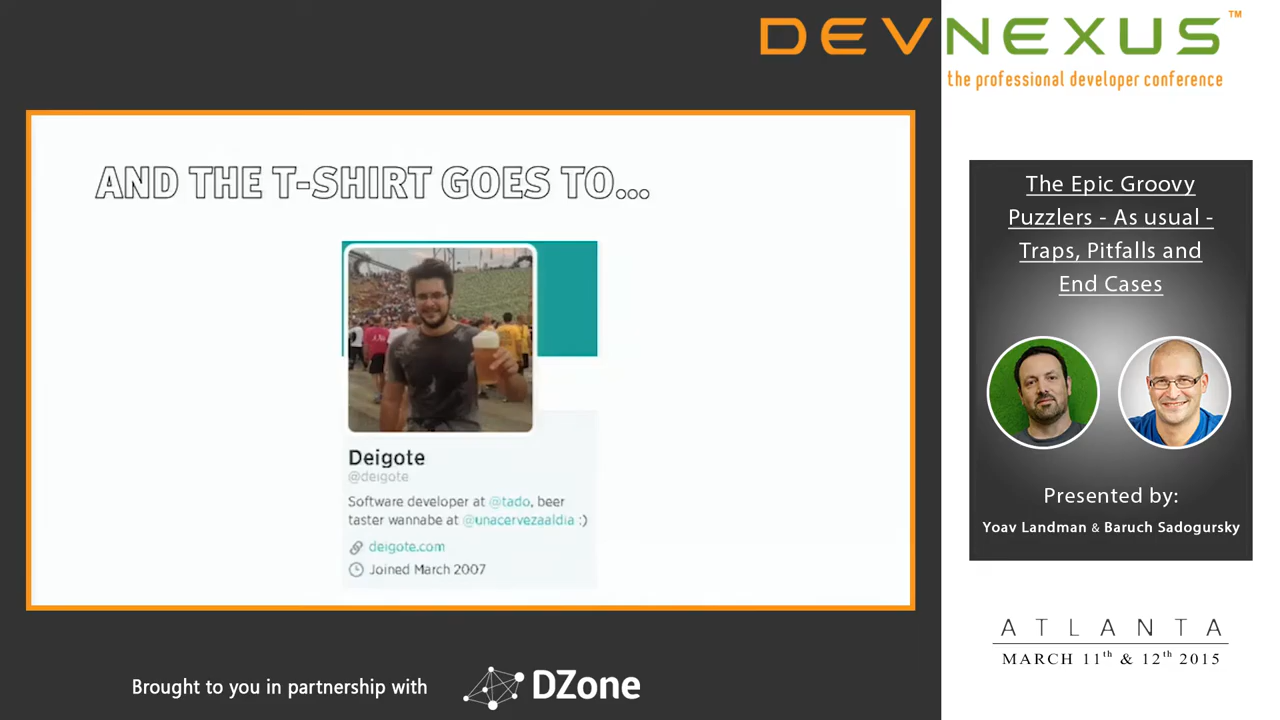 DEVNEXUS™
the professional developer conference
AND THE T-SHIRT GOES TO...
Deigote
@deigote
Software developer at @tado, beer
taster wannabe at @unacervezaaldia :)
deigote.com
Joined March 2007
The Epic Groovy
Puzzlers - As usual -
Traps, Pitfalls and
End Cases
Presented by:
Yoav Landman & Baruch Sadogursky
ATLANTA
MARCH 11th & 12th 2015
Brought to you in partnership with
DZone